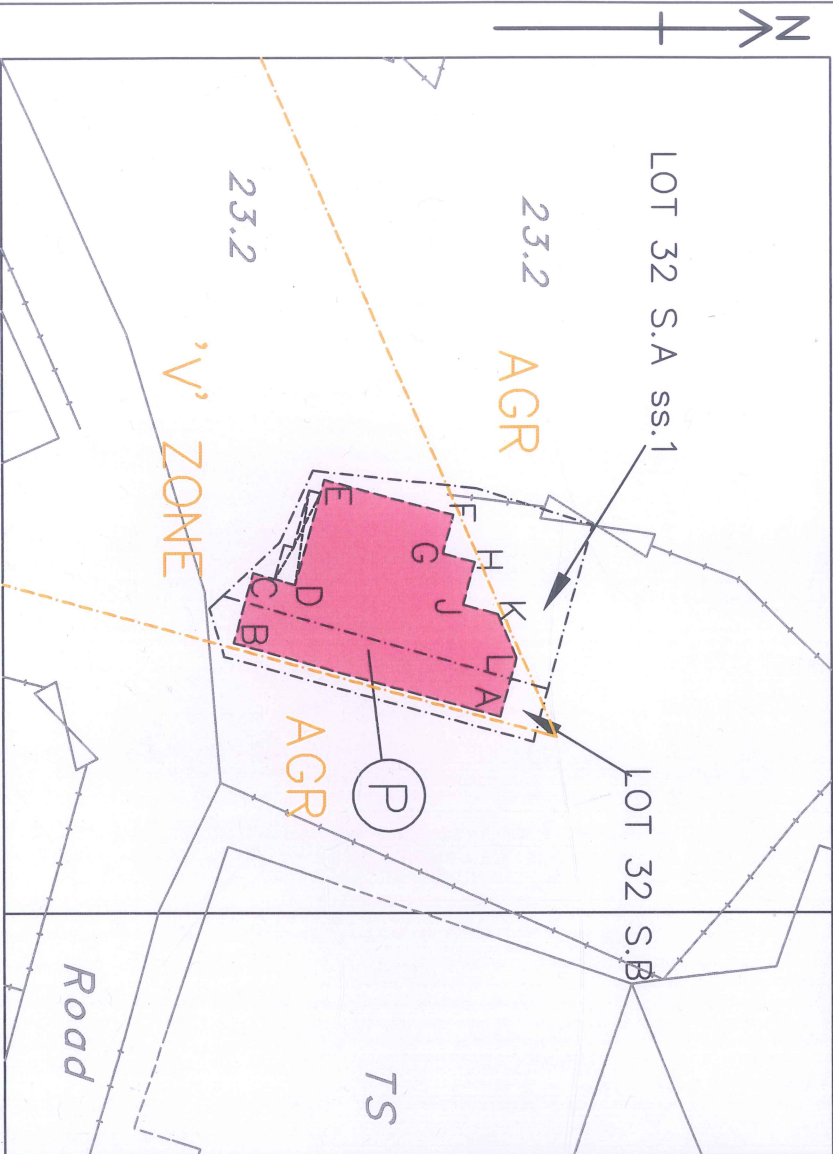 N
LOT 32 S.A ss.1
LOT 32 S.B
23.2
AGR
23.2
'V' ZONE
AGR
E
F
G
H
J
K
L
A
D
C
B
P
TS
Road